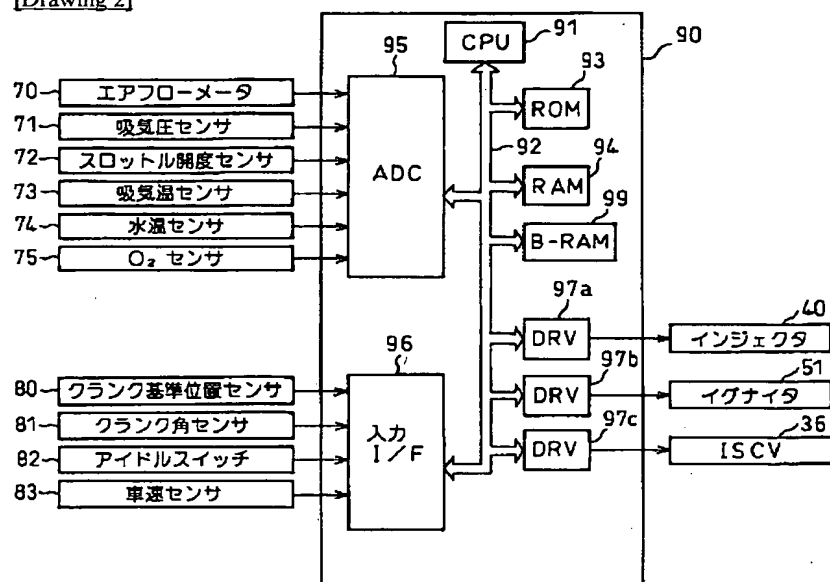 [Drawing 2]
91
CPU
90
95
93
70 エアフローメータ
ROM
71 吸気圧センサ
92
94
72 スロットル開度センサ
ADC
RAM
73 吸気温センサ
99
74 水温センサ
B-RAM
75 O₂ センサ
97a
40
DRV
インジェクタ
96
97b
51
80 クランク基準位置センサ
DRV
イグナイタ
81 クランク角センサ
入力
I/F
97c
36
82 アイドルスイッチ
DRV
ISCV
83 車速センサ